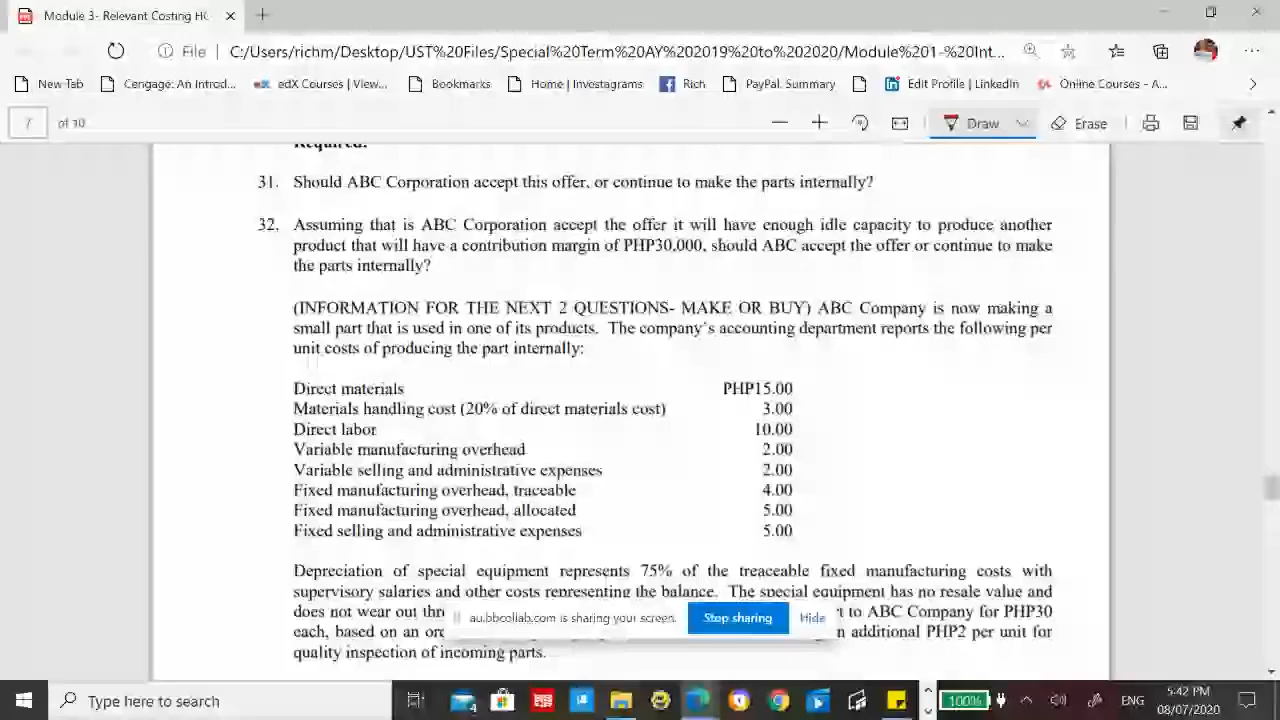 Module 3- Relevant Costing HO
File | C:/Users/richm/Desktop/UST%20Files/Special%20Term%20AY%202019%20to%202020/Module%201-%20Int...
New Tab Cengage: An Introd... edX Courses | View... Bookmarks Home | Investagrams Rich PayPal: Summary Edit Profile | LinkedIn Online Courses - A...
7 of 10 Draw Erase
Required:
31. Should ABC Corporation accept this offer, or continue to make the parts internally?
32. Assuming that is ABC Corporation accept the offer it will have enough idle capacity to produce another
product that will have a contribution margin of PHP30,000, should ABC accept the offer or continue to make
the parts internally?
(INFORMATION FOR THE NEXT 2 QUESTIONS- MAKE OR BUY) ABC Company is now making a
small part that is used in one of its products. The company's accounting department reports the following per
unit costs of producing the part internally:
Direct materials PHP15.00
Materials handling cost (20% of direct materials cost) 3.00
Direct labor 10.00
Variable manufacturing overhead 2.00
Variable selling and administrative expenses 2.00
Fixed manufacturing overhead, traceable 4.00
Fixed manufacturing overhead, allocated 5.00
Fixed selling and administrative expenses 5.00
Depreciation of special equipment represents 75% of the treaceable fixed manufacturing costs with
supervisory salaries and other costs representing the balance. The special equipment has no resale value and
does not wear out thr t to ABC Company for PHP30
au.bbcollab.com is sharing your screen. Stop sharing Hide
each, based on an or n additional PHP2 per unit for
quality inspection of incoming parts.
Type here to search 4 100% ENG 5:42 PM
08/07/2020